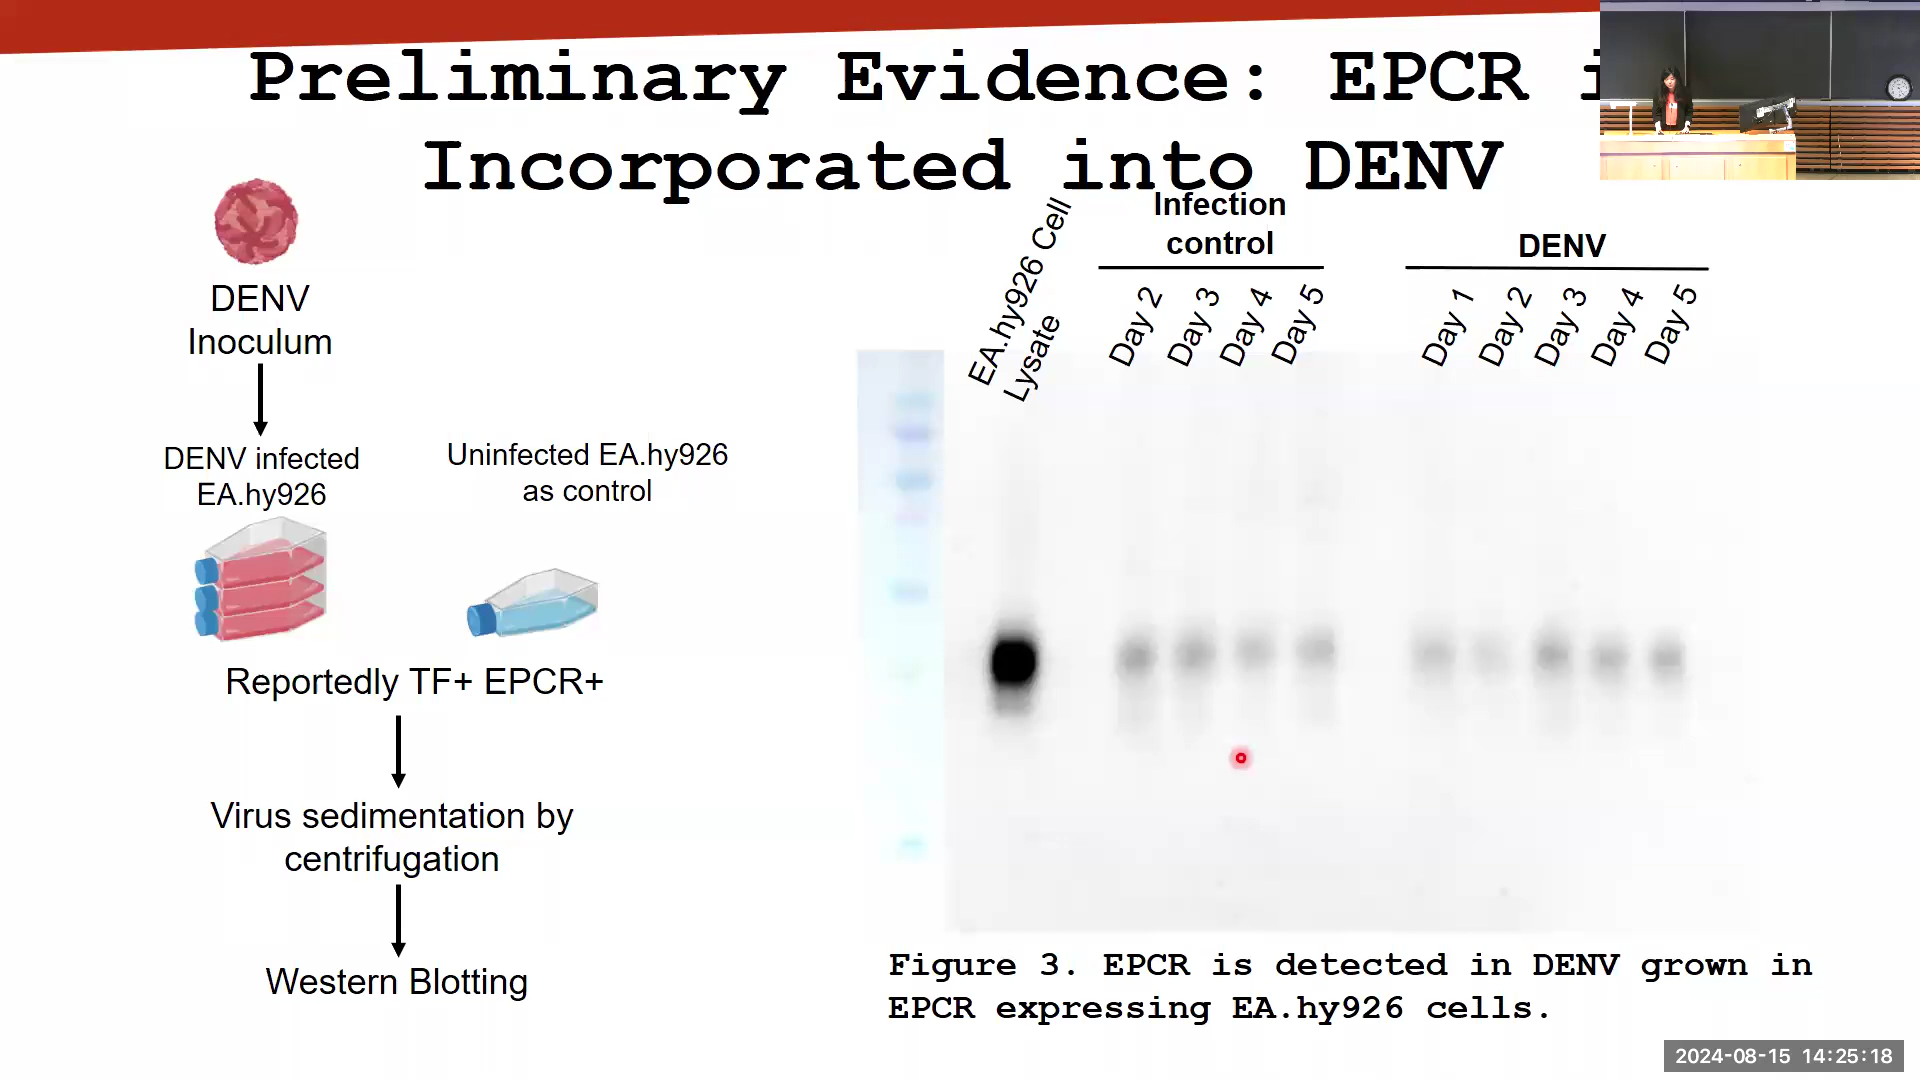 Preliminary Evidence: EPCR
Incorporated into DENV
DENV
Inoculum
DENV infected
EA.hy926
Uninfected EA.hy926
as control
Reportedly TF+ EPCR+
Virus sedimentation by
centrifugation
Western Blotting
EA.hy926 Cell
Lysate
Infection
control
Day 2
Day 3
Day 4
Day 5
DENV
Day 1
Day 2
Day 3
Day 4
Day 5
Figure 3. EPCR is detected in DENV grown in
EPCR expressing EA.hy926 cells.
2024-08-15 14:25:18